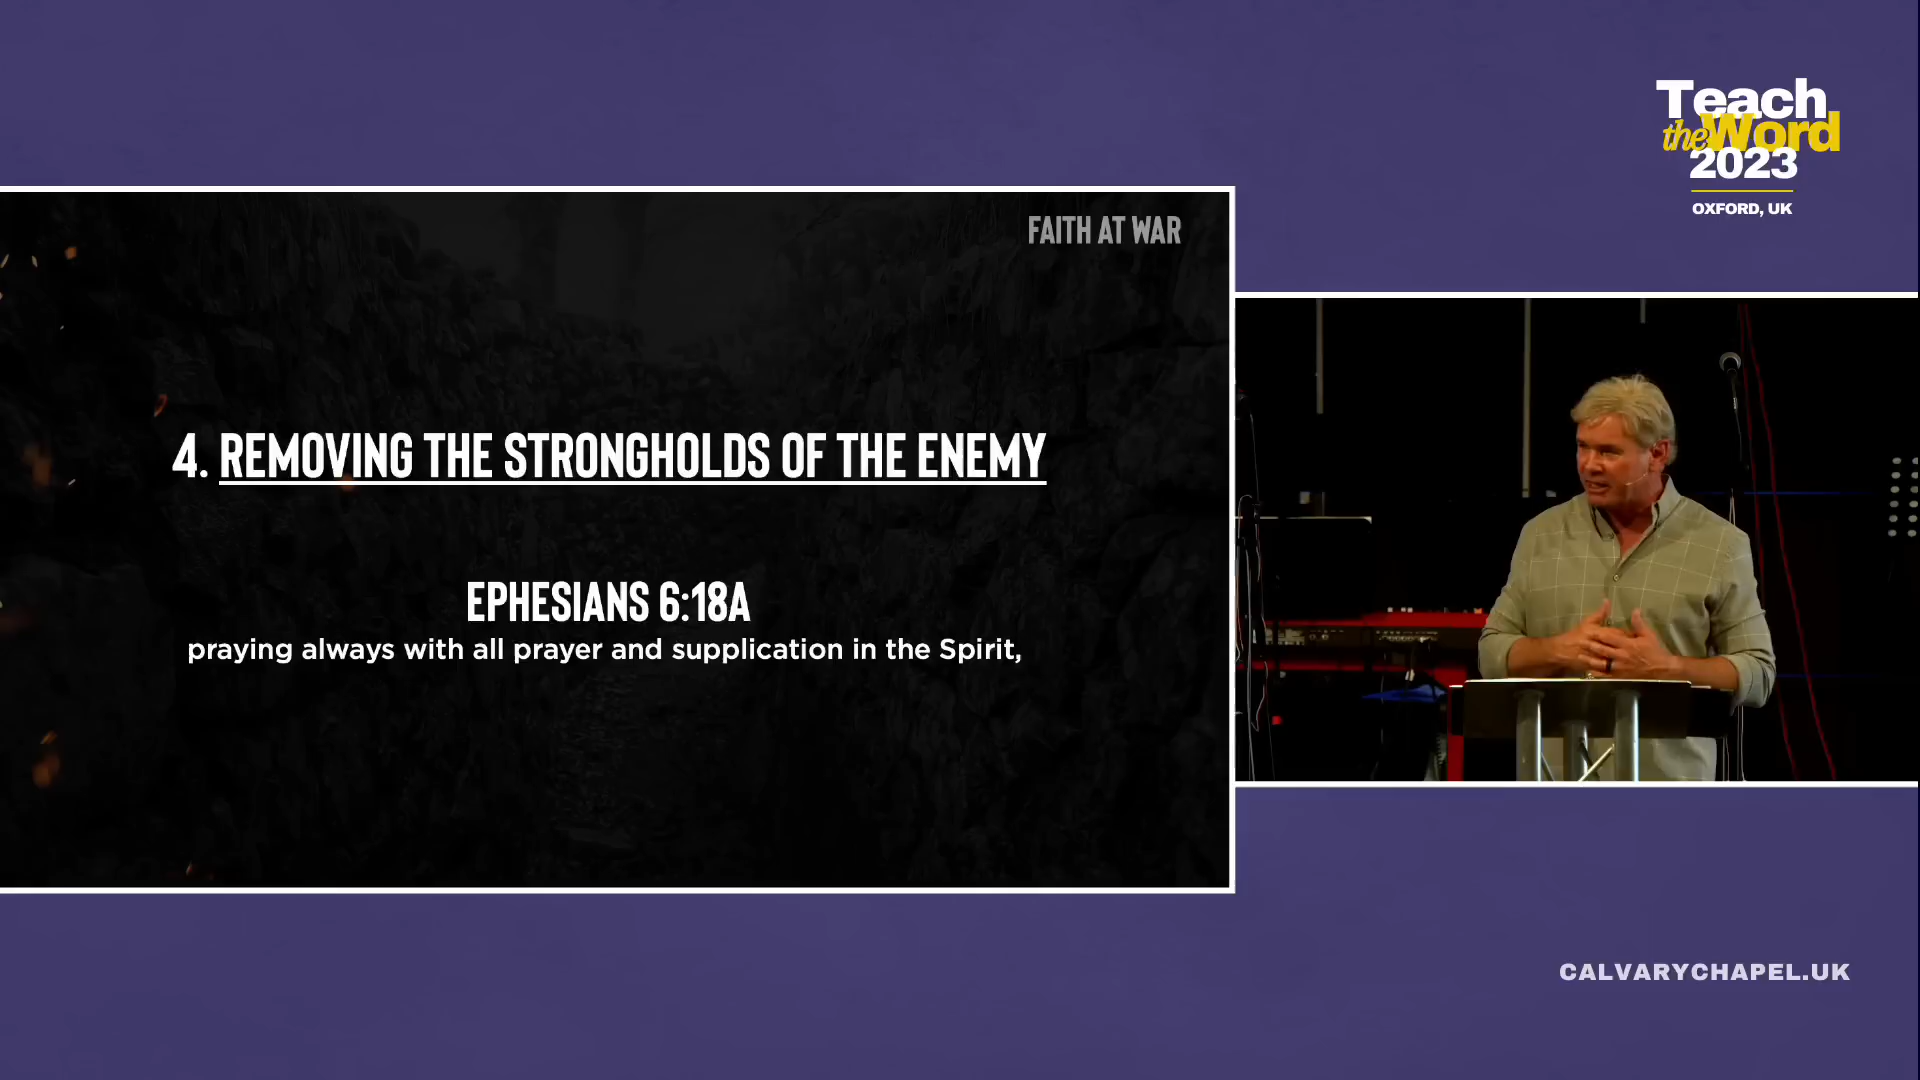 Teach
the Word
2023
OXFORD, UK
FAITH AT WAR
4. REMOVING THE STRONGHOLDS OF THE ENEMY
EPHESIANS 6:18A
praying always with all prayer and supplication in the Spirit,
CALVARYCHAPEL.UK